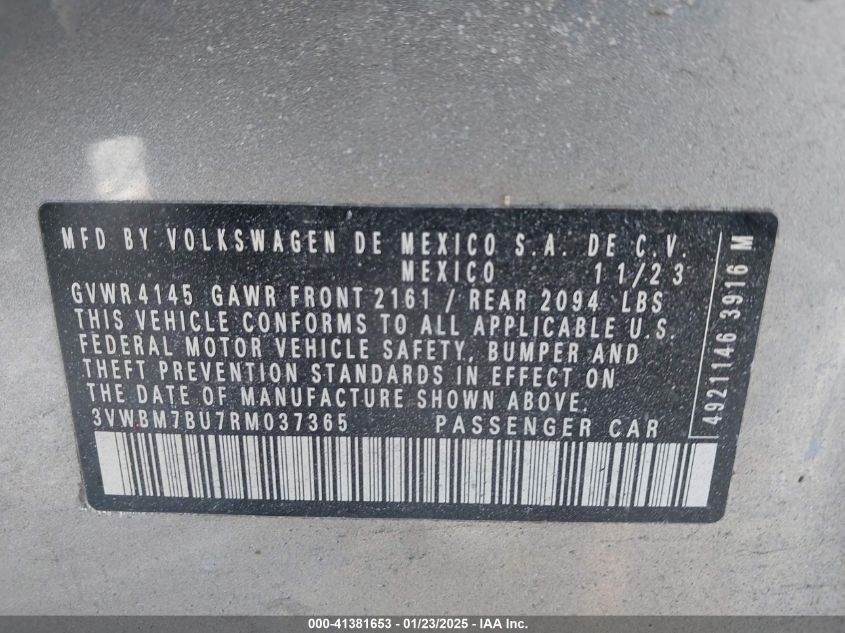 MFD BY VOLKSWAGEN DE MEXICO S.A. DE C.V.
MEXICO 11/23
GVWR 4145 GAWR FRONT 2161 / REAR 2094 LBS
THIS VEHICLE CONFORMS TO ALL APPLICABLE U.S.
FEDERAL MOTOR VEHICLE SAFETY, BUMPER AND
THEFT PREVENTION STANDARDS IN EFFECT ON
THE DATE OF MANUFACTURE SHOWN ABOVE.
3VWBM7BU7RM037365 PASSENGER CAR
4921146 3916 M
000-41381653 - 01/23/2025 - IAA Inc.